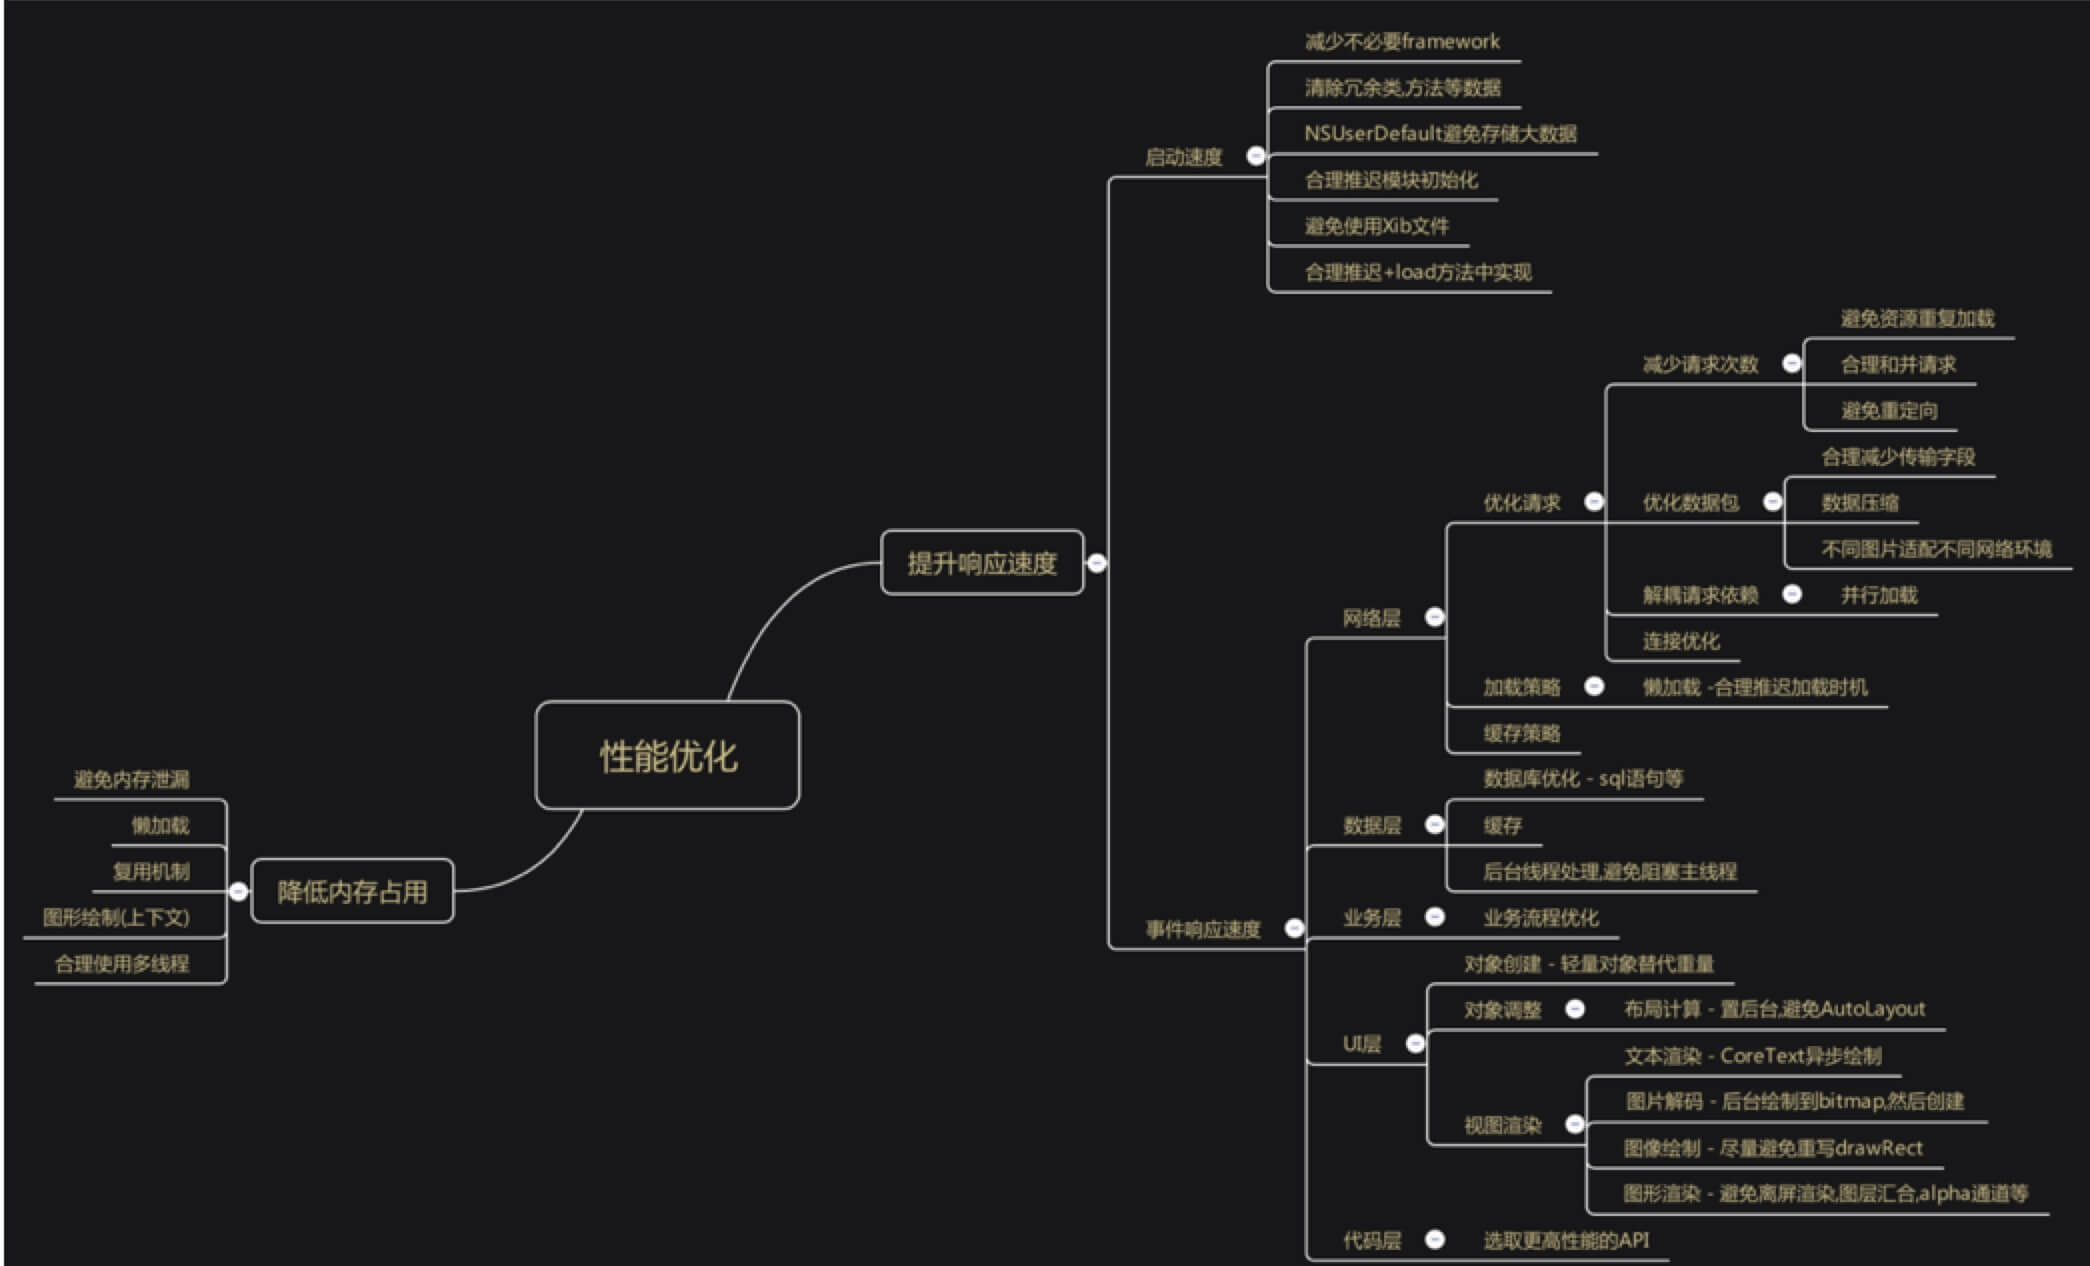 性能优化
提升响应速度
启动速度
减少不必要framework
清除冗余类,方法等数据
NSUserDefault避免存储大数据
合理推迟模块初始化
避免使用Xib文件
合理推迟+load方法中实现
事件响应速度
网络层
优化请求
减少请求次数
避免资源重复加载
合理和并请求
避免重定向
优化数据包
合理减少传输字段
数据压缩
不同图片适配不同网络环境
解耦请求依赖
并行加载
连接优化
加载策略
懒加载 -合理推迟加载时机
缓存策略
数据层
数据库优化 - sql语句等
缓存
后台线程处理,避免阻塞主线程
业务层
业务流程优化
UI层
对象创建 - 轻量对象替代重量
对象调整
布局计算 - 置后台,避免AutoLayout
视图渲染
文本渲染 - CoreText异步绘制
图片解码 - 后台绘制到bitmap,然后创建
图像绘制 - 尽量避免重写drawRect
图形渲染 - 避免离屏渲染,图层汇合,alpha通道等
代码层
选取更高性能的API
降低内存占用
避免内存泄漏
懒加载
复用机制
图形绘制(上下文)
合理使用多线程